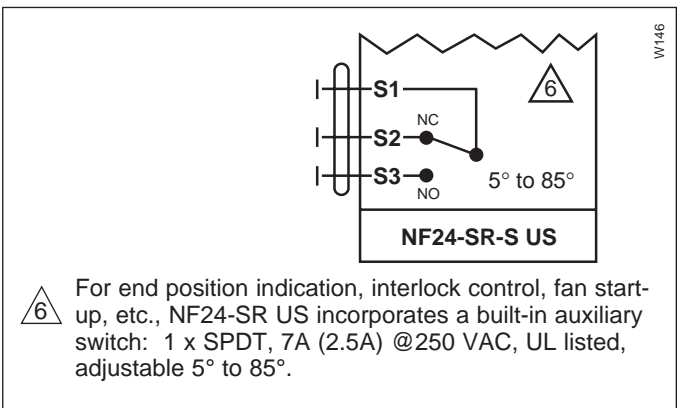 W146
S1
6
S2
NC
S3
NO
5° to 85°
NF24-SR-S US
6
For end position indication, interlock control, fan start-
up, etc., NF24-SR US incorporates a built-in auxiliary
switch: 1 x SPDT, 7A (2.5A) @250 VAC, UL listed,
adjustable 5° to 85°.